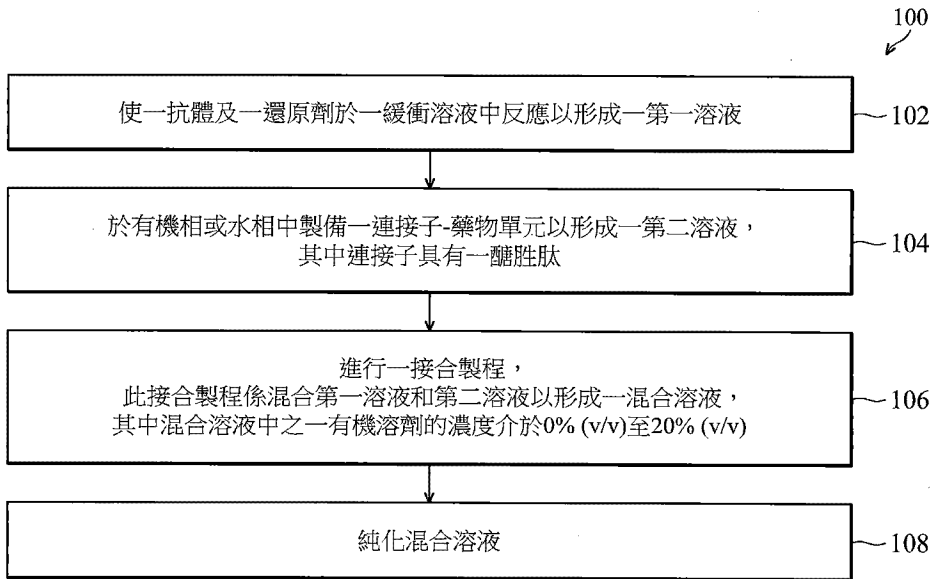 100
使一抗體及一還原劑於一緩衝溶液中反應以形成一第一溶液
102
於有機相或水相中製備一連接子-藥物單元以形成一第二溶液，
其中連接子具有一醣胜肽
104
進行一接合製程，
此接合製程係混合第一溶液和第二溶液以形成一混合溶液，
其中混合溶液中之一有機溶劑的濃度介於0% (v/v)至20% (v/v)
106
純化混合溶液
108